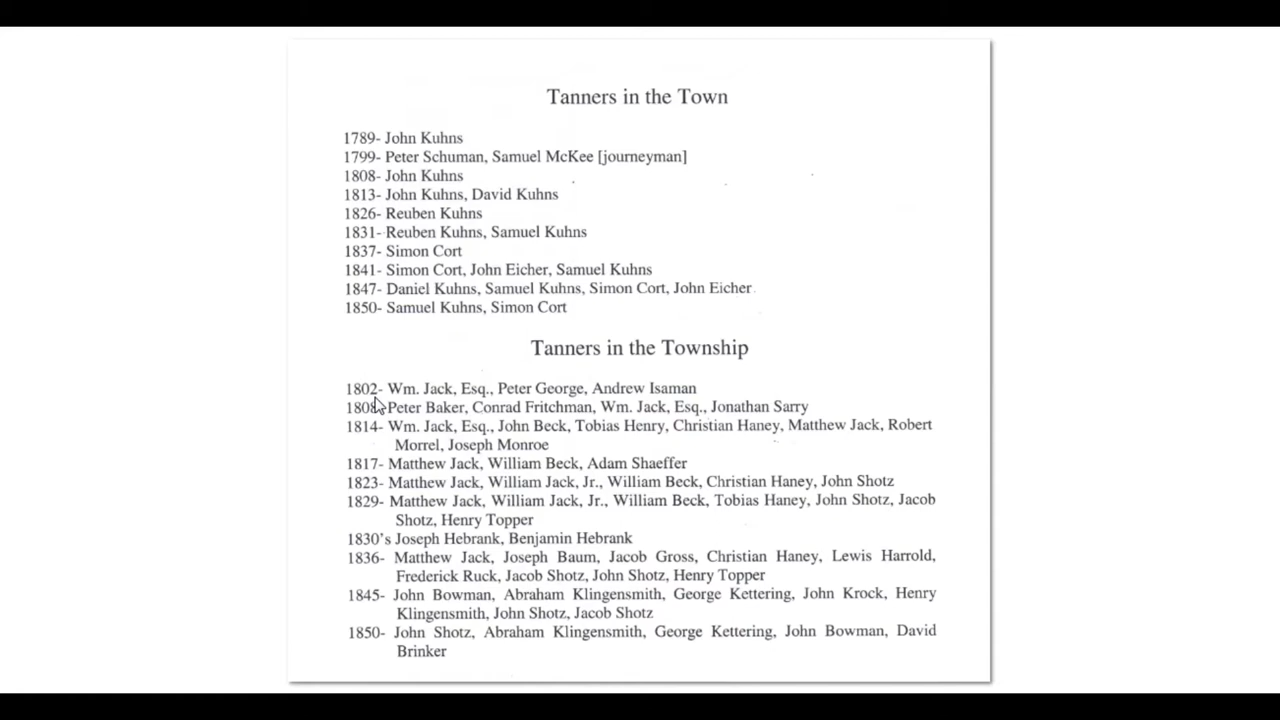 Tanners in the Town
1789- John Kuhns
1799- Peter Schuman, Samuel McKee [journeyman]
1808- John Kuhns
1813- John Kuhns, David Kuhns
1826- Reuben Kuhns
1831- Reuben Kuhns, Samuel Kuhns
1837- Simon Cort
1841- Simon Cort, John Eicher, Samuel Kuhns
1847- Daniel Kuhns, Samuel Kuhns, Simon Cort, John Eicher
1850- Samuel Kuhns, Simon Cort
Tanners in the Township
1802- Wm. Jack, Esq., Peter George, Andrew Isaman
Peter Baker, Conrad Fritchman, Wm. Jack, Esq., Jonathan Sarry
1814- Wm. Jack, Esq., John Beck, Tobias Henry, Christian Haney, Matthew Jack, Robert
Morrel, Joseph Monroe
1817- Matthew Jack, William Beck, Adam Shaeffer
1823- Matthew Jack, William Jack, Jr., William Beck, Christian Haney, John Shotz
1829- Matthew Jack, William Jack, Jr., William Beck, Tobias Haney, John Shotz, Jacob
Shotz, Henry Topper
1830's Joseph Hebrank, Benjamin Hebrank
1836- Matthew Jack, Joseph Baum, Jacob Gross, Christian Haney, Lewis Harrold,
Frederick Ruck, Jacob Shotz, John Shotz, Henry Topper
1845- John Bowman, Abraham Klingensmith, George Kettering, John Krock, Henry
Klingensmith, John Shotz, Jacob Shotz
1850- John Shotz, Abraham Klingensmith, George Kettering, John Bowman, David
Brinker